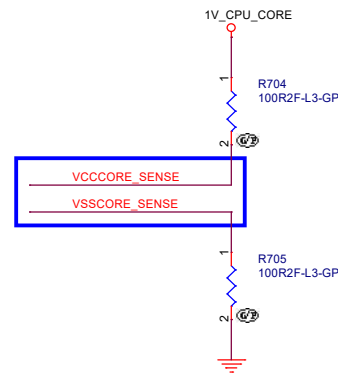 1V_CPU_CORE
1
R704
100R2F-L3-GP
2
G/P
VCCCORE_SENSE
VSSCORE_SENSE
1
R705
100R2F-L3-GP
2
G/P